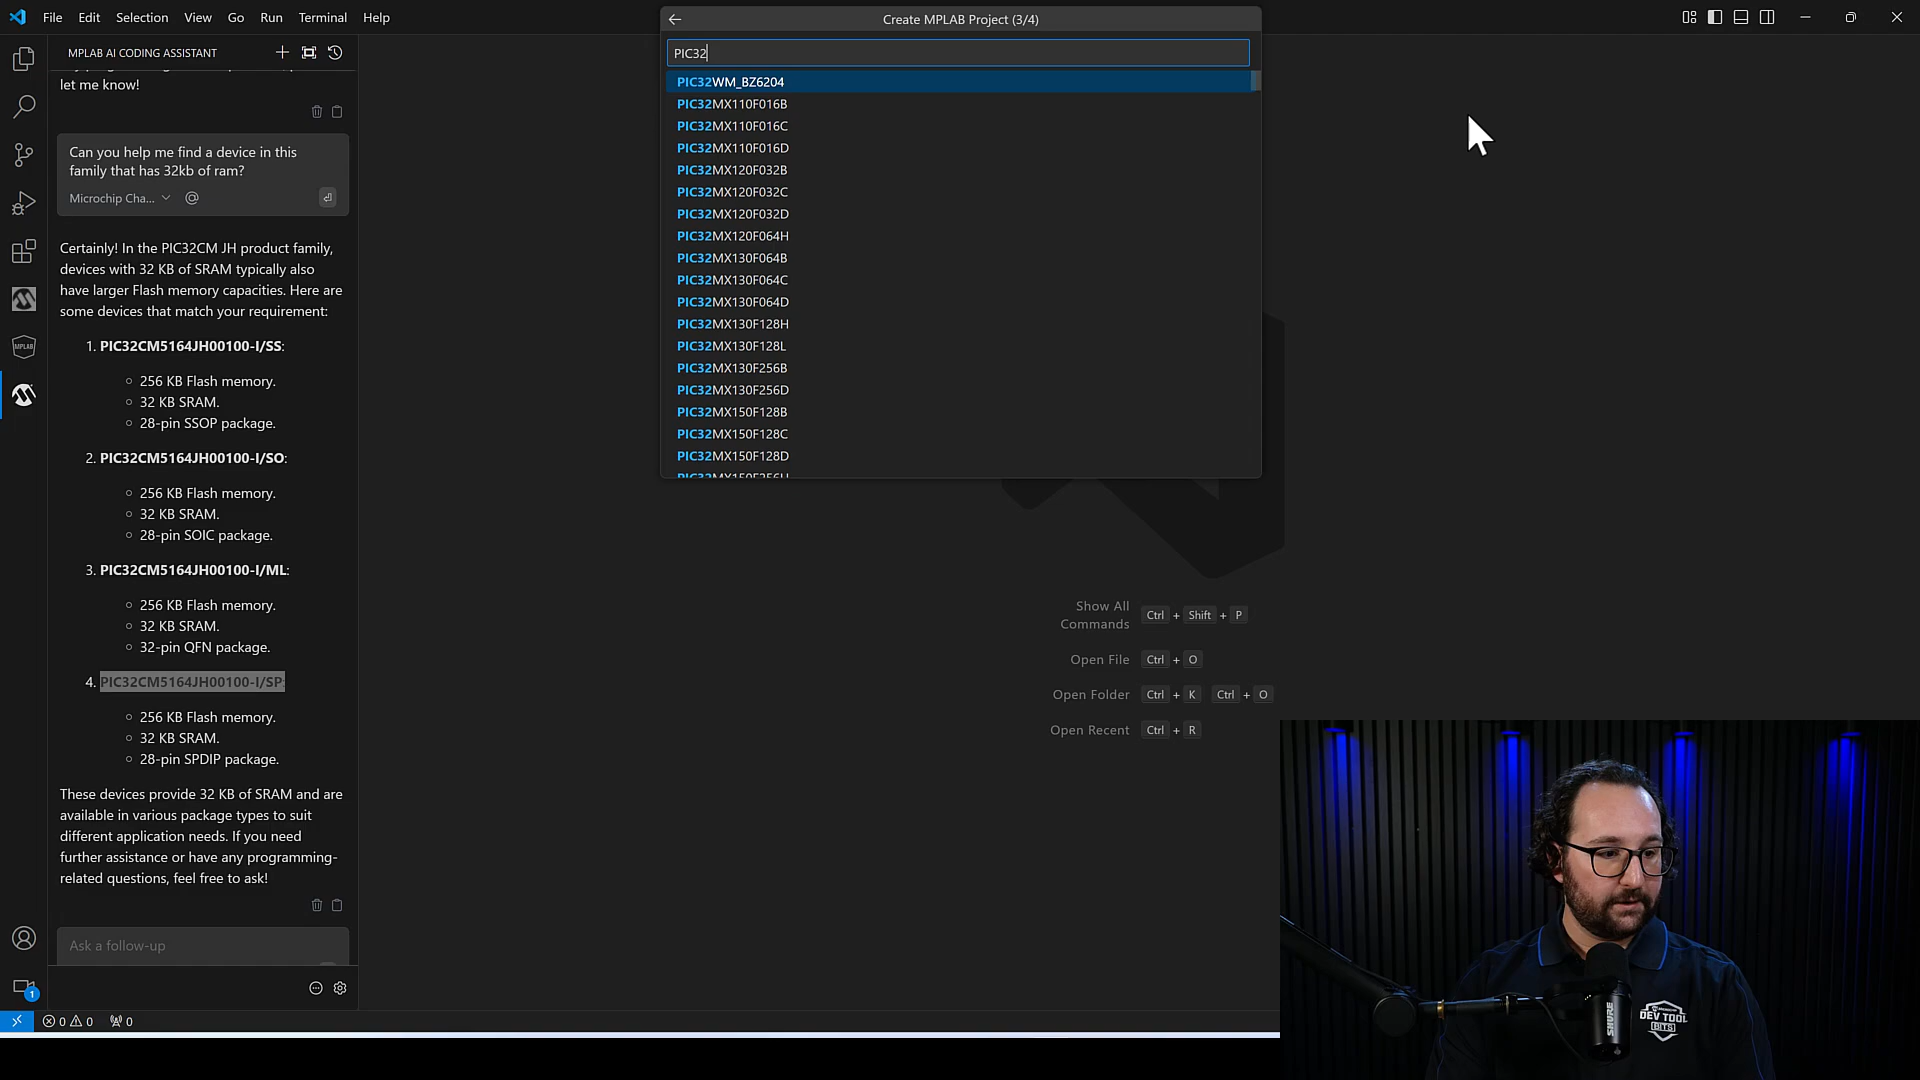 File Edit Selection View Go Run Terminal Help
MPLAB AI CODING ASSISTANT
let me know!
Can you help me find a device in this
family that has 32kb of ram?
Microchip Cha...
Certainly! In the PIC32CM JH product family,
devices with 32 KB of SRAM typically also
have larger Flash memory capacities. Here are
some devices that match your requirement:
1. PIC32CM5164JH00100-I/SS:
256 KB Flash memory.
32 KB SRAM.
28-pin SSOP package.
2. PIC32CM5164JH00100-I/SO:
256 KB Flash memory.
32 KB SRAM.
28-pin SOIC package.
3. PIC32CM5164JH00100-I/ML:
256 KB Flash memory.
32 KB SRAM.
32-pin QFN package.
4. PIC32CM5164JH00100-I/SP:
256 KB Flash memory.
32 KB SRAM.
28-pin SPDIP package.
These devices provide 32 KB of SRAM and are
available in various package types to suit
different application needs. If you need
further assistance or have any programming-
related questions, feel free to ask!
Ask a follow-up
1
0 0 0
Create MPLAB Project (3/4)
PIC32
PIC32WM_BZ6204
PIC32MX110F016B
PIC32MX110F016C
PIC32MX110F016D
PIC32MX120F032B
PIC32MX120F032C
PIC32MX120F032D
PIC32MX120F064H
PIC32MX130F064B
PIC32MX130F064C
PIC32MX130F064D
PIC32MX130F128H
PIC32MX130F128L
PIC32MX130F256B
PIC32MX130F256D
PIC32MX150F128B
PIC32MX150F128C
PIC32MX150F128D
PIC32MX150F256H
Show All
Commands Ctrl + Shift + P
Open File Ctrl + O
Open Folder Ctrl + K Ctrl + O
Open Recent Ctrl + R
SHURE
DEV TOOL
BITS